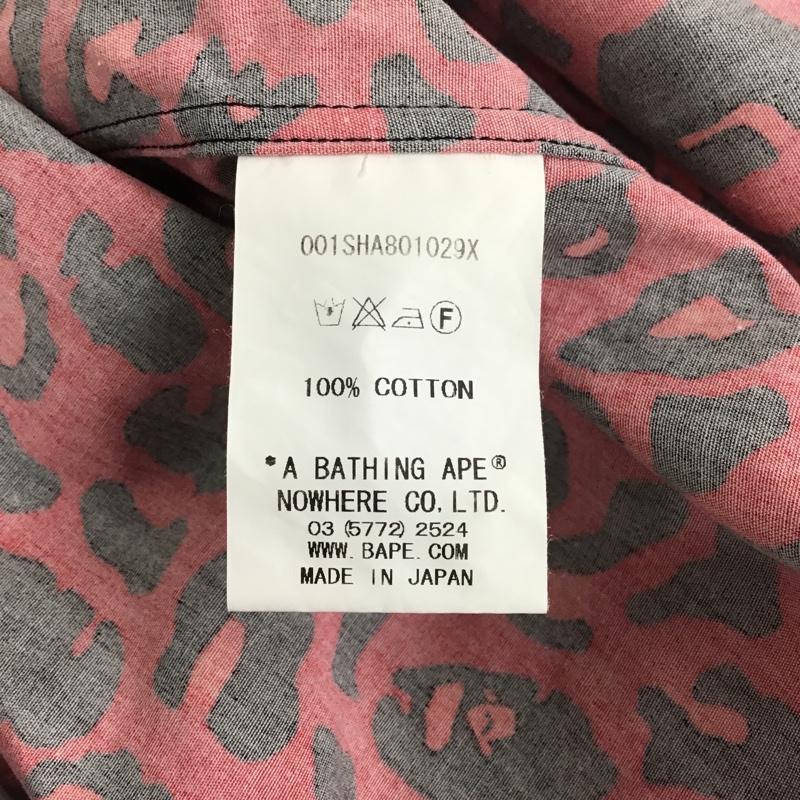 001SHA801029X
F
100% COTTON
*A BATHING APE®
NOWHERE CO, LTD.
03 (5772) 2524
WWW. BAPE. COM
MADE IN JAPAN